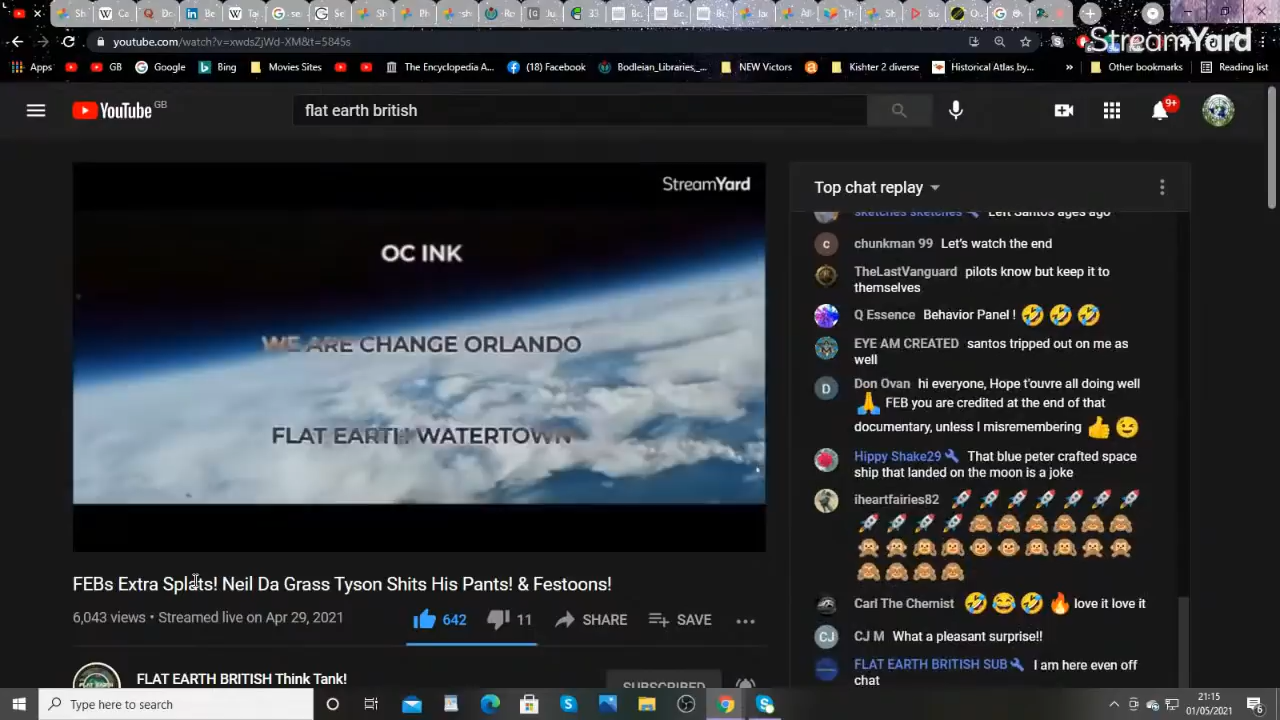 StreamYard
youtube.com/watch?v=xwdsZjWd-XM&t=5845s
Apps
GB
Google
Bing
Movies Sites
The Encyclopedia A...
(18) Facebook
Bodleian_Libraries_...
NEW Victors
Kishter 2 diverse
Historical Atlas by...
»
Other bookmarks
Reading list
YouTube GB
flat earth british
9+
StreamYard
OC INK
WE ARE CHANGE ORLANDO
FLAT EARTH WATERTOWN
FEBs Extra Splats! Neil Da Grass Tyson Shits His Pants! & Festoons!
6,043 views • Streamed live on Apr 29, 2021
642
11
SHARE
SAVE
FLAT EARTH BRITISH Think Tank!
SUBSCRIBED
Top chat replay
sketches sketches Left Santos ages ago
chunkman 99 Let's watch the end
TheLastVanguard pilots know but keep it to
themselves
Q Essence Behavior Panel !
EYE AM CREATED santos tripped out on me as
well
Don Ovan hi everyone, Hope t'ouvre all doing well
FEB you are credited at the end of that
documentary, unless I misremembering
Hippy Shake29 That blue peter crafted space
ship that landed on the moon is a joke
iheartfairies82
Carl The Chemist love it love it
CJ M What a pleasant surprise!!
FLAT EARTH BRITISH SUB I am here even off
chat
Type here to search
21:15
01/05/2021
6